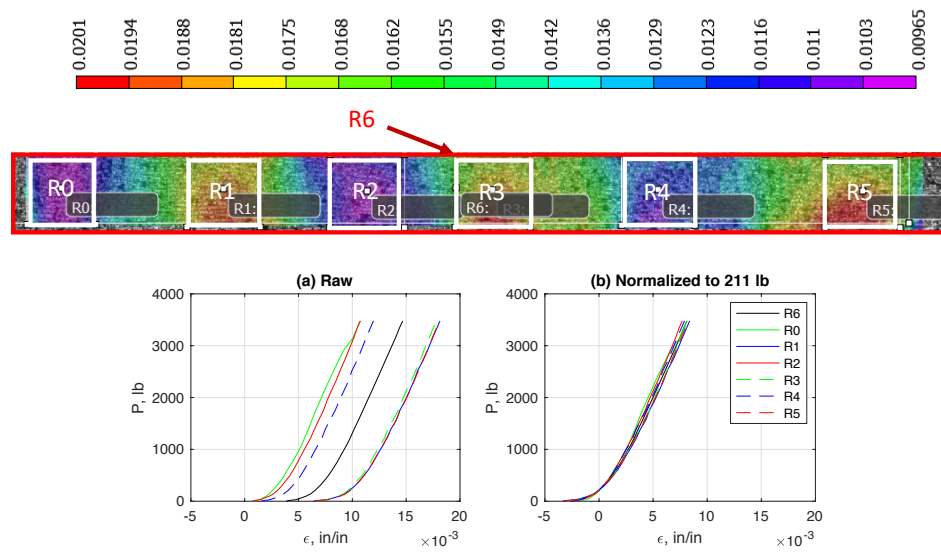 0.0201 0.0194 0.0188 0.0181 0.0175 0.0168 0.0162 0.0155 0.0149 0.0142 0.0136 0.0129 0.0123 0.0116 0.011 0.0103 0.00965
R6
R0 R1 R2 R3 R4 R5
R0: R1: R2 R6: R3: R4: R5:
(a) Raw
(b) Normalized to 211 lb
4000
3000
2000
1000
0
P, lb
-5 0 5 10 15 20
ϵ, in/in ×10⁻³
4000
3000
2000
1000
0
P, lb
-5 0 5 10 15 20
ϵ, in/in ×10⁻³
R6
R0
R1
R2
R3
R4
R5